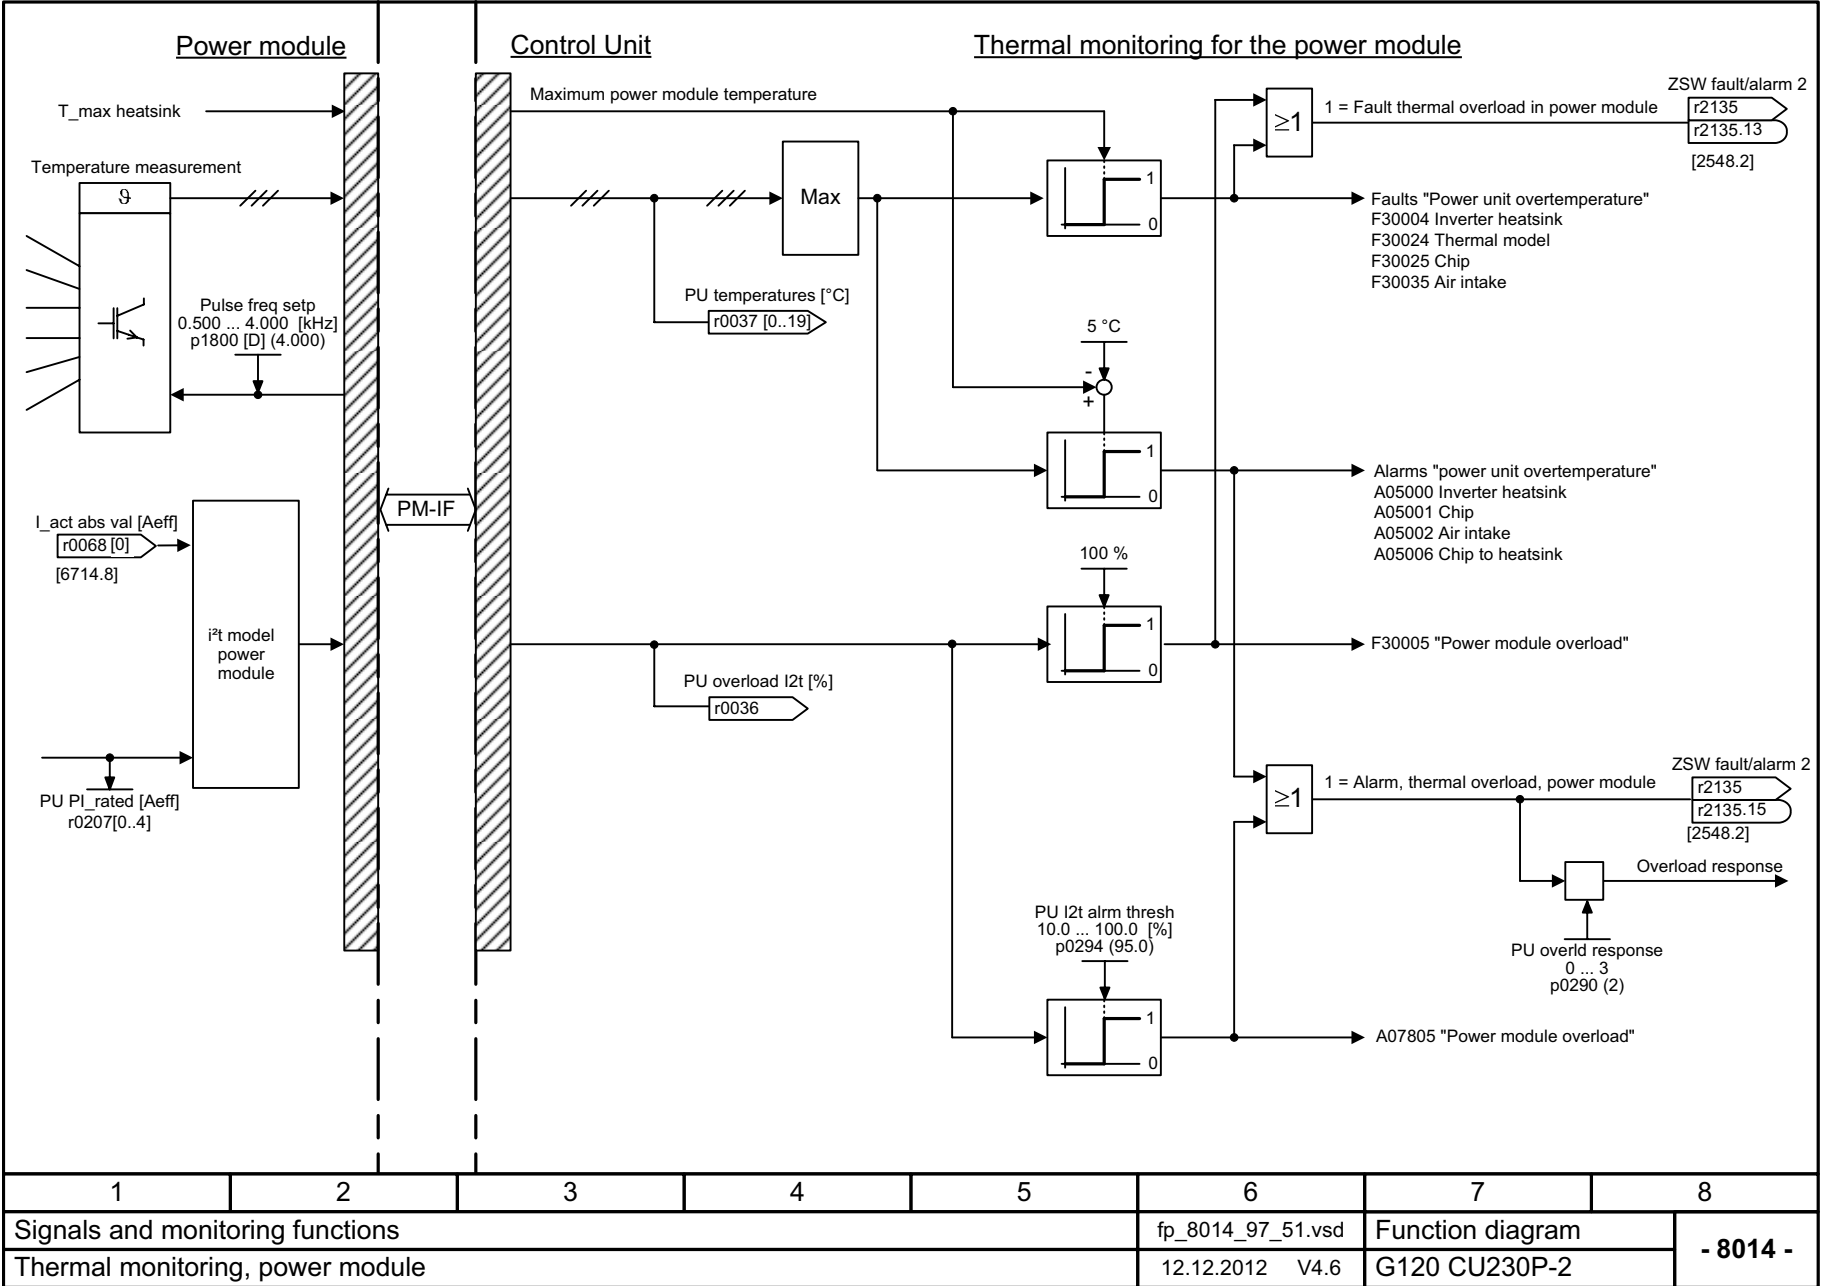 Power module
Control Unit
Thermal monitoring for the power module
T_max heatsink
Maximum power module temperature
ZSW fault/alarm 2
1 = Fault thermal overload in power module
≥1
r2135
r2135.13
[2548.2]
Temperature measurement
ϑ
Max
1
0
Faults "Power unit overtemperature"
F30004 Inverter heatsink
F30024 Thermal model
F30025 Chip
F30035 Air intake
Pulse freq setp
0.500 ... 4.000 [kHz]
p1800 [D] (4.000)
PU temperatures [°C]
r0037 [0..19]
5 °C
-
+
1
0
Alarms "power unit overtemperature"
A05000 Inverter heatsink
A05001 Chip
A05002 Air intake
A05006 Chip to heatsink
PM-IF
I_act abs val [Aeff]
r0068 [0]
[6714.8]
100 %
i²t model
power
module
1
0
F30005 "Power module overload"
PU overload I2t [%]
r0036
PU PI_rated [Aeff]
r0207[0..4]
≥1
1 = Alarm, thermal overload, power module
ZSW fault/alarm 2
r2135
r2135.15
[2548.2]
Overload response
PU overld response
0 ... 3
p0290 (2)
PU I2t alrm thresh
10.0 ... 100.0 [%]
p0294 (95.0)
1
0
A07805 "Power module overload"
1 2 3 4 5 6 7 8
Signals and monitoring functions
fp_8014_97_51.vsd
Function diagram
- 8014 -
Thermal monitoring, power module
12.12.2012 V4.6
G120 CU230P-2